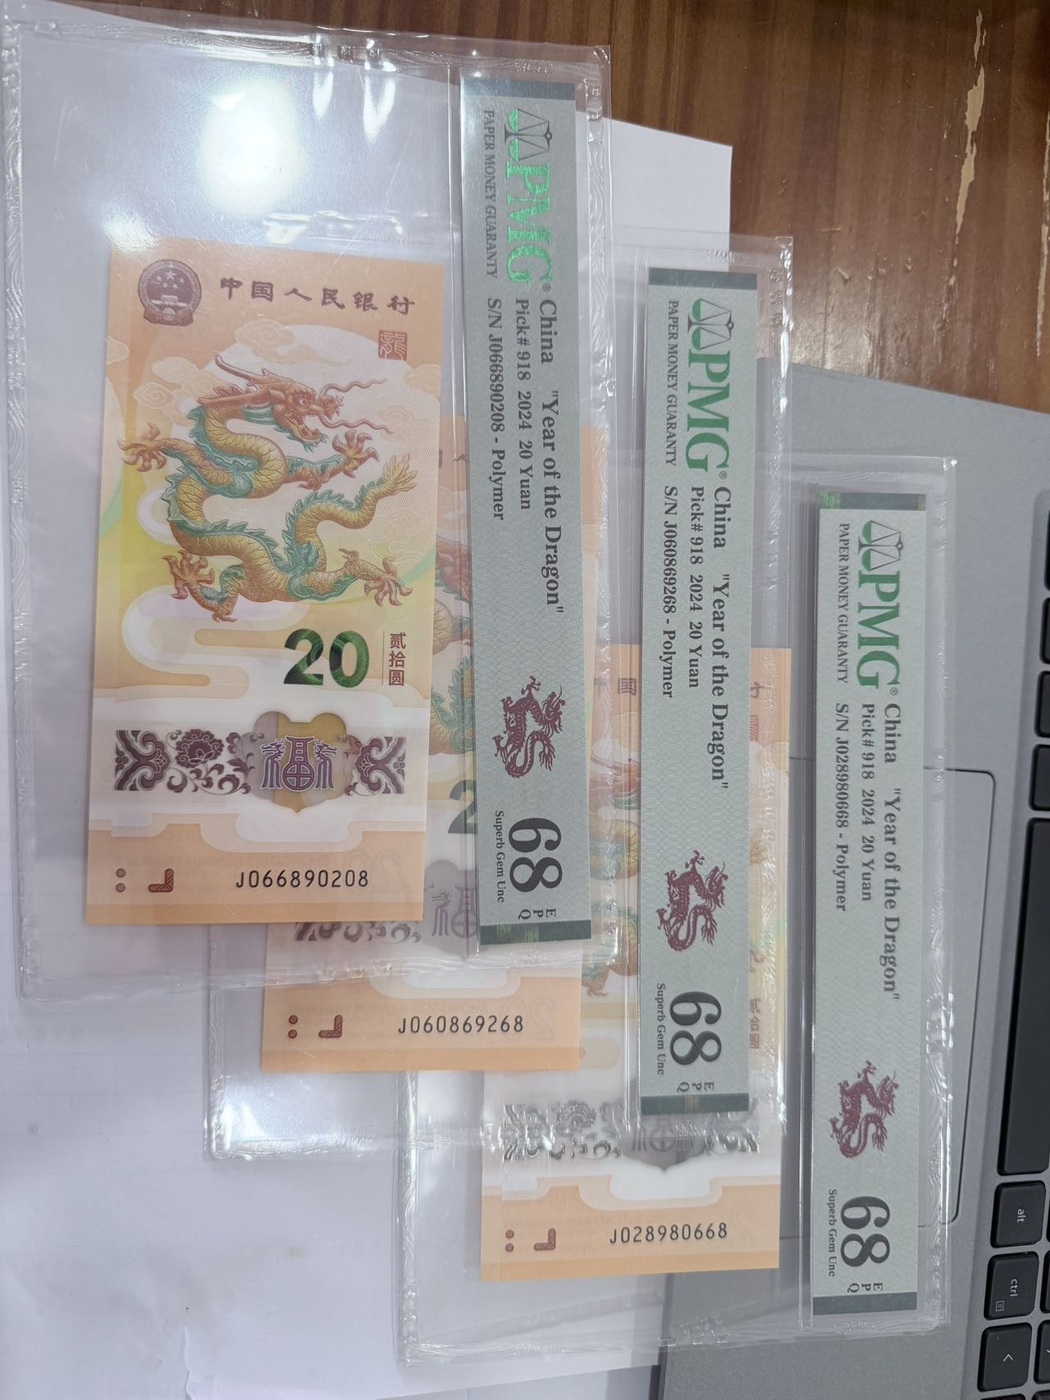 中国人民银行
龍
20
贰拾圆
福
J066890208
PMG®
PAPER MONEY GUARANTY
China "Year of the Dragon"
Pick# 918 2024 20 Yuan
S/N J066890208 - Polymer
68
EPQ
Superb Gem Unc
2
福
J060869268
PMG®
PAPER MONEY GUARANTY
China "Year of the Dragon"
Pick# 918 2024 20 Yuan
S/N J060869268 - Polymer
68
EPQ
Superb Gem Unc
J028980668
PMG®
PAPER MONEY GUARANTY
China "Year of the Dragon"
Pick# 918 2024 20 Yuan
S/N J028980668 - Polymer
68
EPQ
Superb Gem Unc
alt
ctrl
<